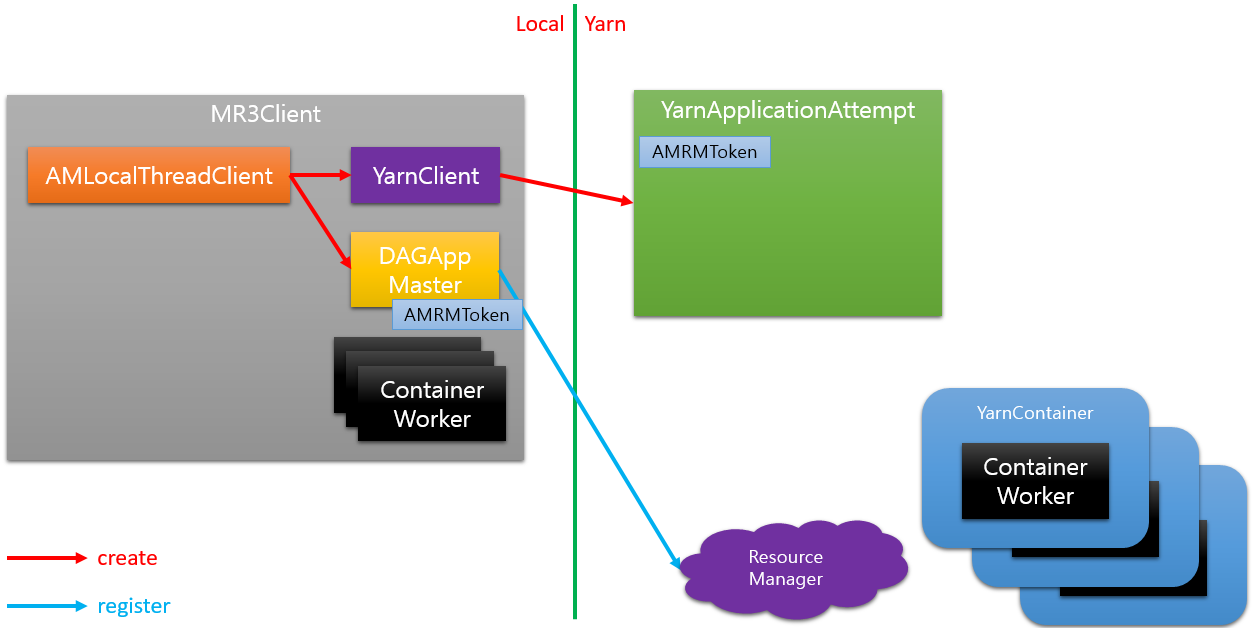 Local
Yarn
MR3Client
AMLocalThreadClient
YarnClient
DAGApp
Master
AMRMToken
Container
Worker
YarnApplicationAttempt
AMRMToken
YarnContainer
Container
Worker
Resource
Manager
create
register